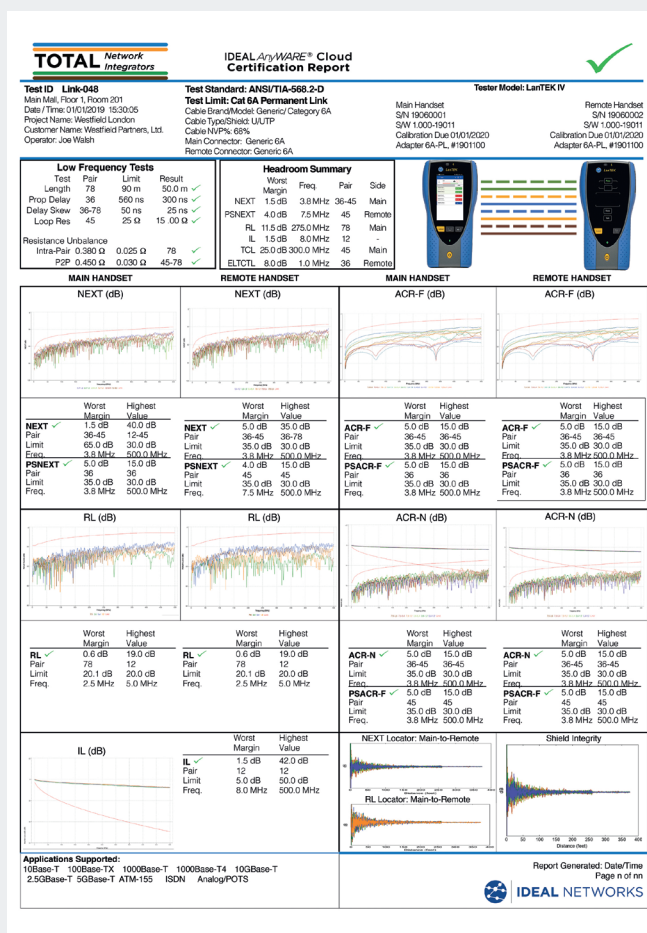 TOTAL Network Integrators
IDEAL AnyWARE® Cloud
Certification Report
Test ID Link-048
Main Mall, Floor 1, Room 201
Date / Time: 01/01/2019 15:30:05
Project Name: Westfield London
Customer Name: Westfield Partners, Ltd.
Operator: Joe Walsh
Test Standard: ANSI/TIA-568.2-D
Test Limit: Cat 6A Permanent Link
Cable Brand/Model: Generic/ Category 6A
Cable Type/Shield: U/UTP
Cable NVP%: 68%
Main Connector: Generic 6A
Remote Connector: Generic 6A
Tester Model: LanTEK IV
Main Handset
S/N 19060001
S/W 1.000-19011
Calibration Due 01/01/2020
Adapter 6A-PL, #1901100
Remote Handset
S/N 19060002
S/W 1.000-19011
Calibration Due 01/01/2020
Adapter 6A-PL, #1901100
Low Frequency Tests
Test Pair Limit Result
Length 78 90 m 50.0 m ✓
Prop Delay 36 560 ns 300 ns ✓
Delay Skew 36-78 50 ns 25 ns ✓
Loop Res 45 25 Ω 15 .00 Ω ✓
Resistance Unbalance
Intra-Pair 0.380 Ω 0.025 Ω 78 ✓
P2P 0.450 Ω 0.030 Ω 45-78 ✓
Headroom Summary
Worst
Margin Freq. Pair Side
NEXT 1.5 dB 3.8 MHz 36-45 Main
PSNEXT 4.0 dB 7.5 MHz 45 Remote
RL 11.5 dB 275.0 MHz 78 Main
IL 1.5 dB 8.0 MHz 12 -
TCL 25.0 dB 300.0 MHz 45 Main
ELTCTL 8.0 dB 1.0 MHz 36 Remote
MAIN HANDSET
REMOTE HANDSET
MAIN HANDSET
REMOTE HANDSET
NEXT (dB)
NEXT (dB)
ACR-F (dB)
ACR-F (dB)
Worst Highest
Margin Value
NEXT ✓ 1.5 dB 40.0 dB
Pair 36-45 12-45
Limit 65.0 dB 30.0 dB
Freq. 3.8 MHz 500.0 MHz
PSNEXT ✓ 5.0 dB 15.0 dB
Pair 36 36
Limit 35.0 dB 30.0 dB
Freq. 3.8 MHz 500.0 MHz
Worst Highest
Margin Value
NEXT ✓ 5.0 dB 35.0 dB
Pair 36-45 36-78
Limit 35.0 dB 30.0 dB
Freq. 3.8 MHz 500.0 MHz
PSNEXT ✓ 4.0 dB 15.0 dB
Pair 45 45
Limit 35.0 dB 30.0 dB
Freq. 7.5 MHz 500.0 MHz
Worst Highest
Margin Value
ACR-F ✓ 5.0 dB 15.0 dB
Pair 36-45 36-45
Limit 35.0 dB 30.0 dB
Freq. 3.8 MHz 500.0 MHz
PSACR-F ✓ 5.0 dB 15.0 dB
Pair 36 36
Limit 35.0 dB 30.0 dB
Freq. 3.8 MHz 500.0 MHz
Worst Highest
Margin Value
ACR-F ✓ 5.0 dB 15.0 dB
Pair 36-45 36-45
Limit 35.0 dB 30.0 dB
Freq. 3.8 MHz 500.0 MHz
PSACR-F ✓ 5.0 dB 15.0 dB
Pair 36 36
Limit 35.0 dB 30.0 dB
Freq. 3.8 MHz 500.0 MHz
RL (dB)
RL (dB)
ACR-N (dB)
ACR-N (dB)
Worst Highest
Margin Value
RL ✓ 0.6 dB 19.0 dB
Pair 78 12
Limit 20.1 dB 20.0 dB
Freq. 2.5 MHz 5.0 MHz
Worst Highest
Margin Value
RL ✓ 0.6 dB 19.0 dB
Pair 78 12
Limit 20.1 dB 20.0 dB
Freq. 2.5 MHz 5.0 MHz
Worst Highest
Margin Value
ACR-N ✓ 5.0 dB 15.0 dB
Pair 36-45 36-45
Limit 35.0 dB 30.0 dB
Freq. 3.8 MHz 500.0 MHz
PSACR-F ✓ 5.0 dB 15.0 dB
Pair 45 45
Limit 35.0 dB 30.0 dB
Freq. 3.8 MHz 500.0 MHz
Worst Highest
Margin Value
ACR-N ✓ 5.0 dB 15.0 dB
Pair 36-45 36-45
Limit 35.0 dB 30.0 dB
Freq. 3.8 MHz 500.0 MHz
PSACR-F ✓ 5.0 dB 15.0 dB
Pair 45 45
Limit 35.0 dB 30.0 dB
Freq. 3.8 MHz 500.0 MHz
IL (dB)
Worst Highest
Margin Value
IL ✓ 1.5 dB 42.0 dB
Pair 12 12
Limit 5.0 dB 50.0 dB
Freq. 8.0 MHz 500.0 MHz
NEXT Locator: Main-to-Remote
RL Locator: Main-to-Remote
Shield Integrity
dB
0 50 100 150 200 250 300 350 400
Distance (feet)
Applications Supported:
10Base-T 100Base-TX 1000Base-T 1000Base-T4 10GBase-T
2.5GBase-T 5GBase-T ATM-155 ISDN Analog/POTS
Report Generated: Date/Time
Page n of nn
IDEAL NETWORKS